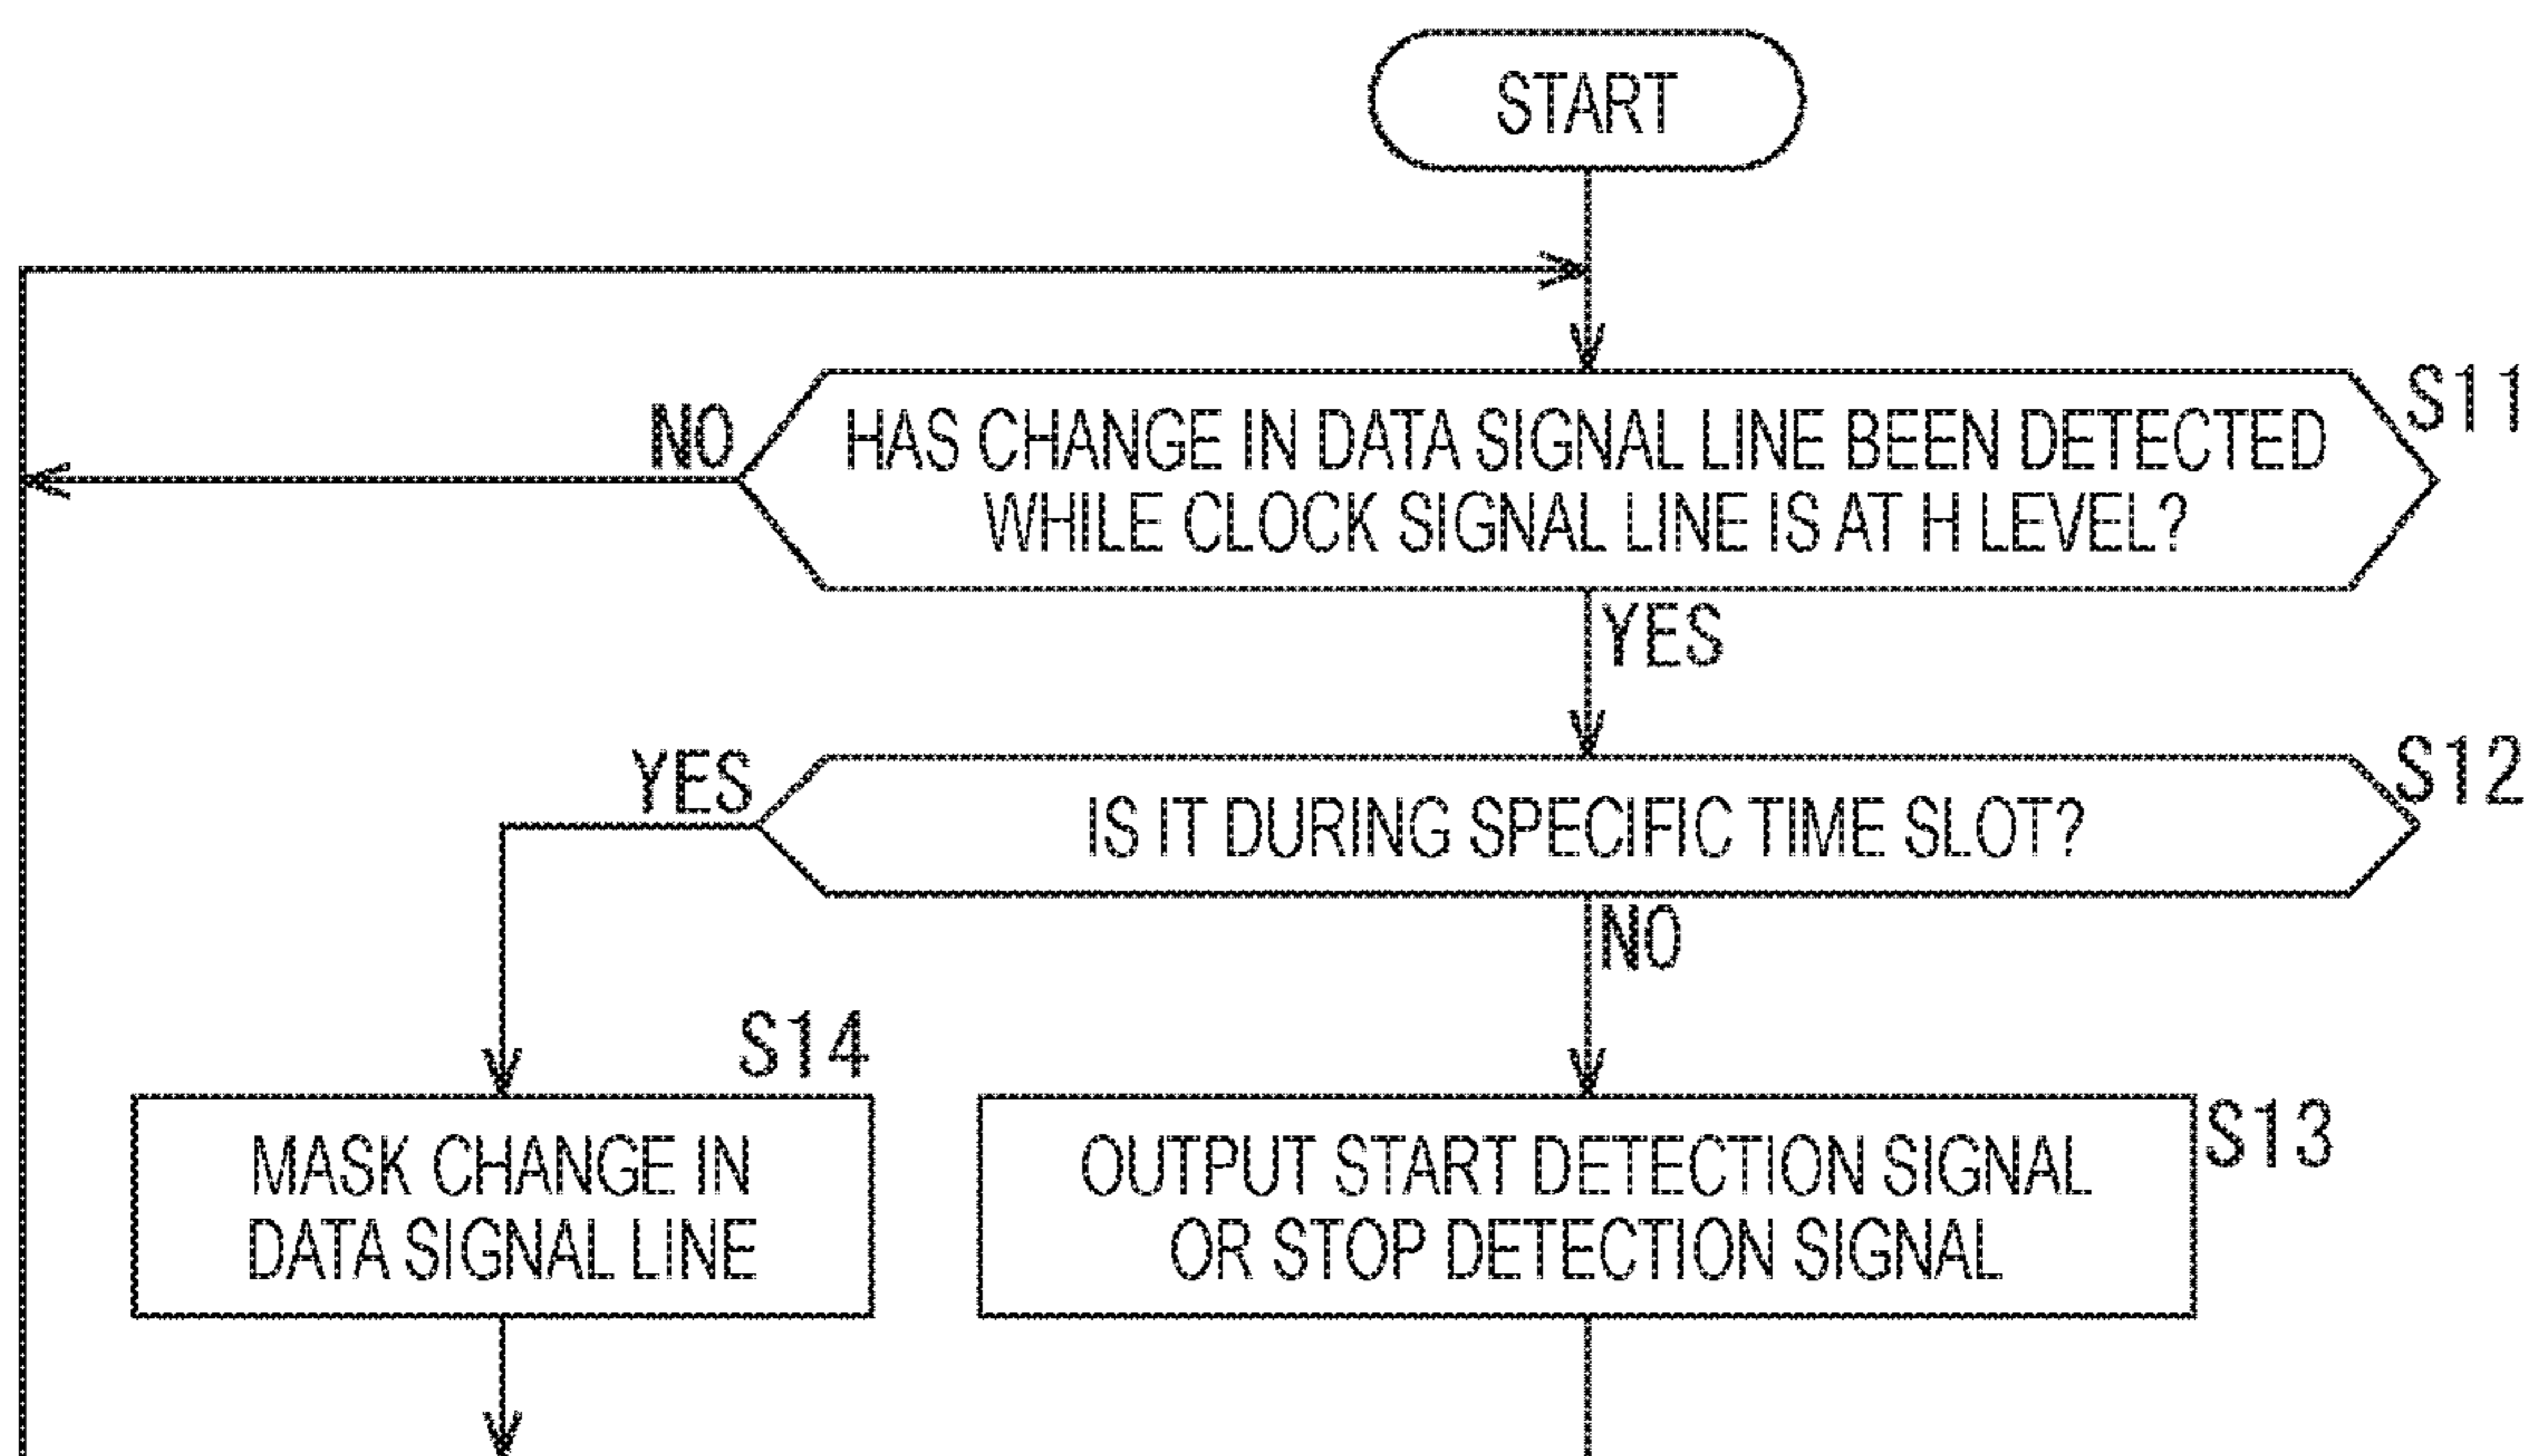 START
S11
NO
HAS CHANGE IN DATA SIGNAL LINE BEEN DETECTED
WHILE CLOCK SIGNAL LINE IS AT H LEVEL?
YES
S12
YES
IS IT DURING SPECIFIC TIME SLOT?
NO
S14
MASK CHANGE IN
DATA SIGNAL LINE
S13
OUTPUT START DETECTION SIGNAL
OR STOP DETECTION SIGNAL